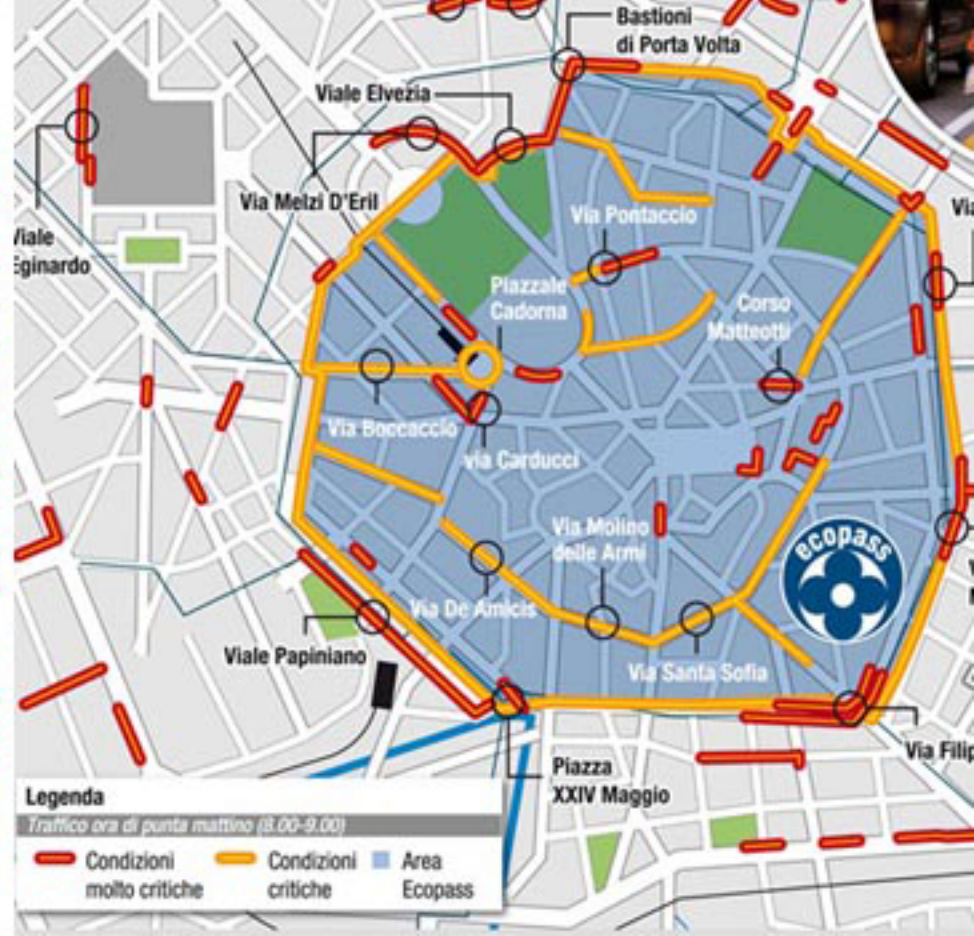 Bastioni
di Porta Volta
Viale Elvezia
Via Melzi D'Eril
Via Pontaccio
Viale
Eginardo
Piazzale
Cadorna
Corso
Matteotti
Via Boccaccio
via Carducci
Via Molino
delle Armi
ecopass
Via De Amicis
Viale Papiniano
Via Santa Sofia
Via Filip
Piazza
XXIV Maggio
Legenda
Traffico ora di punta mattino (8.00-9.00)
Condizioni
molto critiche
Condizioni
critiche
Area
Ecopass